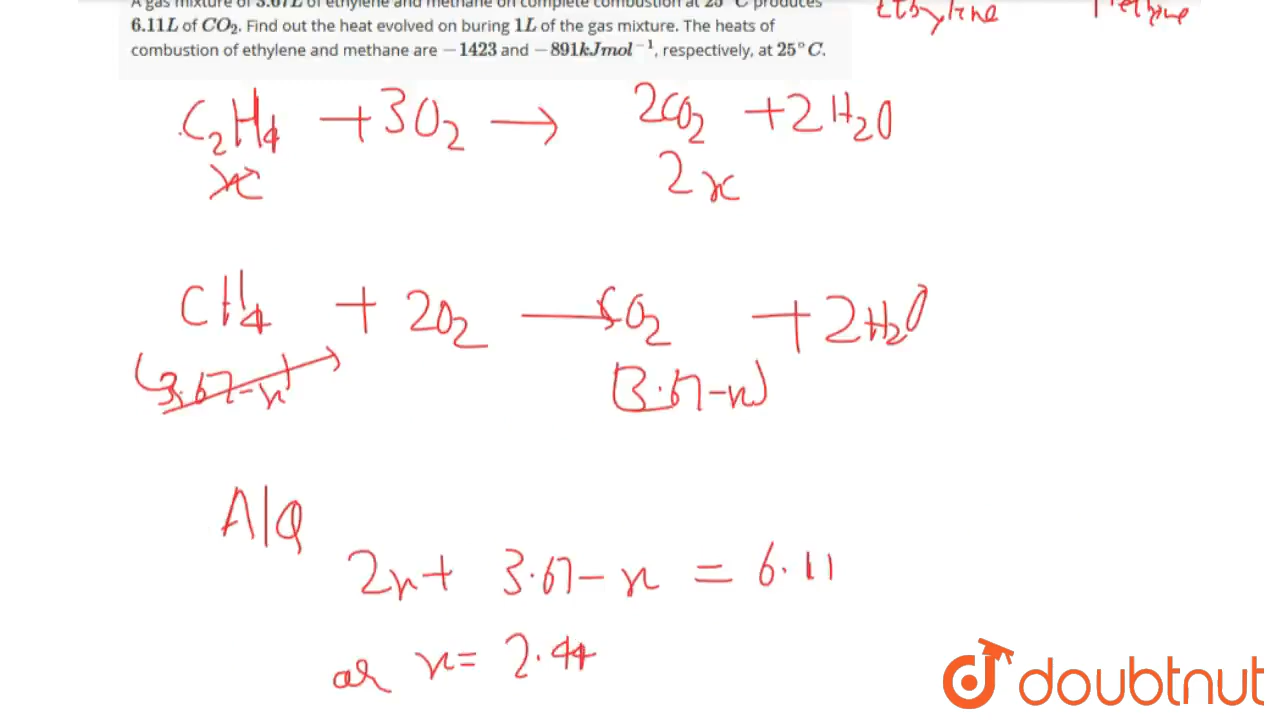 A gas mixture of 3.67L of ethylene and methane on complete combustion at 25°C produces
6.11L of CO2. Find out the heat evolved on buring 1L of the gas mixture. The heats of
combustion of ethylene and methane are −1423 and −891kJmol−1, respectively, at 25°C.
Ethylene Methane
C2H4 + 3O2 → 2CO2 + 2H2O
x 2x
CH4 + 2O2 → CO2 + 2H2O
(3.67-x) (3.67-x)
A/Q
2x + 3.67 - x = 6.11
or x = 2.44
doubtnut